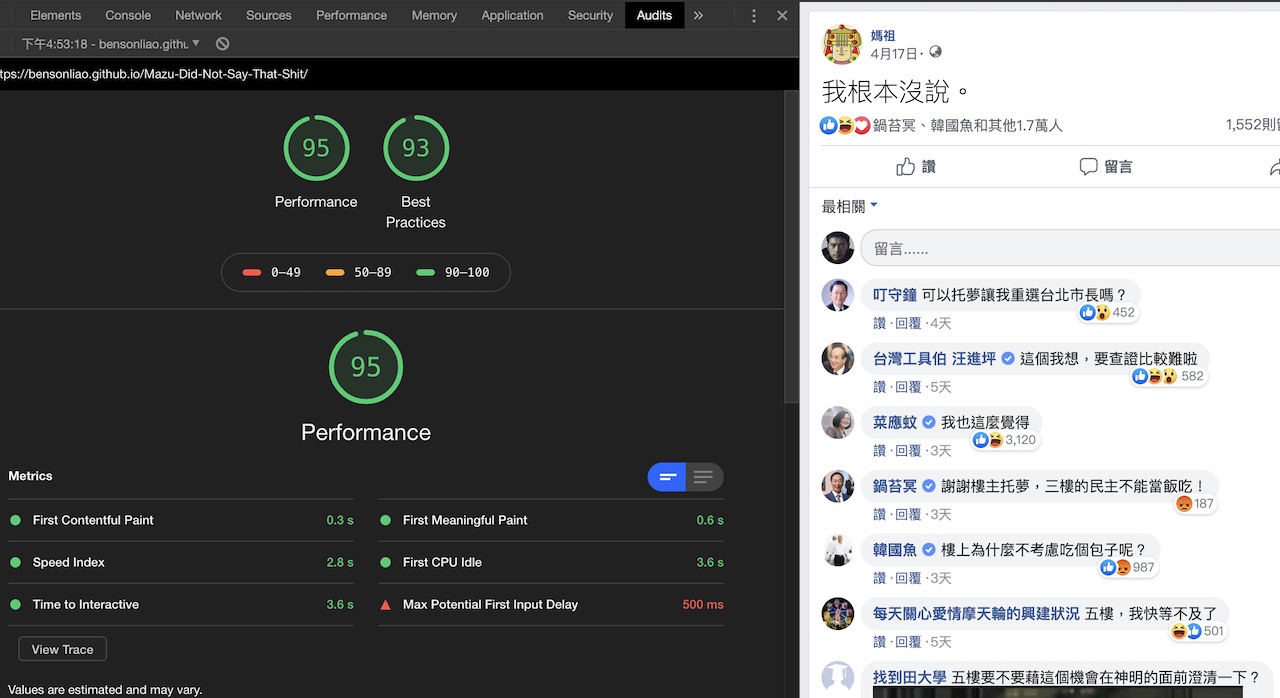 Elements Console Network Sources Performance Memory Application Security Audits »
下午4:53:18 - bensonliao.githu
tps://bensonliao.github.io/Mazu-Did-Not-Say-That-Shit/
95 93
Performance Best
Practices
0–49 50–89 90–100
95
Performance
Metrics
First Contentful Paint 0.3 s First Meaningful Paint 0.6 s
Speed Index 2.8 s First CPU Idle 3.6 s
Time to Interactive 3.6 s Max Potential First Input Delay 500 ms
View Trace
Values are estimated and may vary.
媽祖
4月17日·
我根本沒說。
鍋苔冥、韓國魚和其他1.7萬人 1,552則
讚 留言
最相關
留言......
叮守鐘 可以托夢讓我重選台北市長嗎?
452
讚·回覆·4天
台灣工具伯 汪進坪 這個我想,要查證比較難啦
582
讚·回覆·5天
菜應蚊 我也這麼覺得
3,120
讚·回覆·3天
鍋苔冥 謝謝樓主托夢,三樓的民主不能當飯吃!
187
讚·回覆·3天
韓國魚 樓上為什麼不考慮吃個包子呢?
987
讚·回覆·3天
每天關心愛情摩天輪的興建狀況 五樓,我快等不及了
501
讚·回覆·5天
找到田大學 五樓要不要藉這個機會在神明的面前澄清一下?